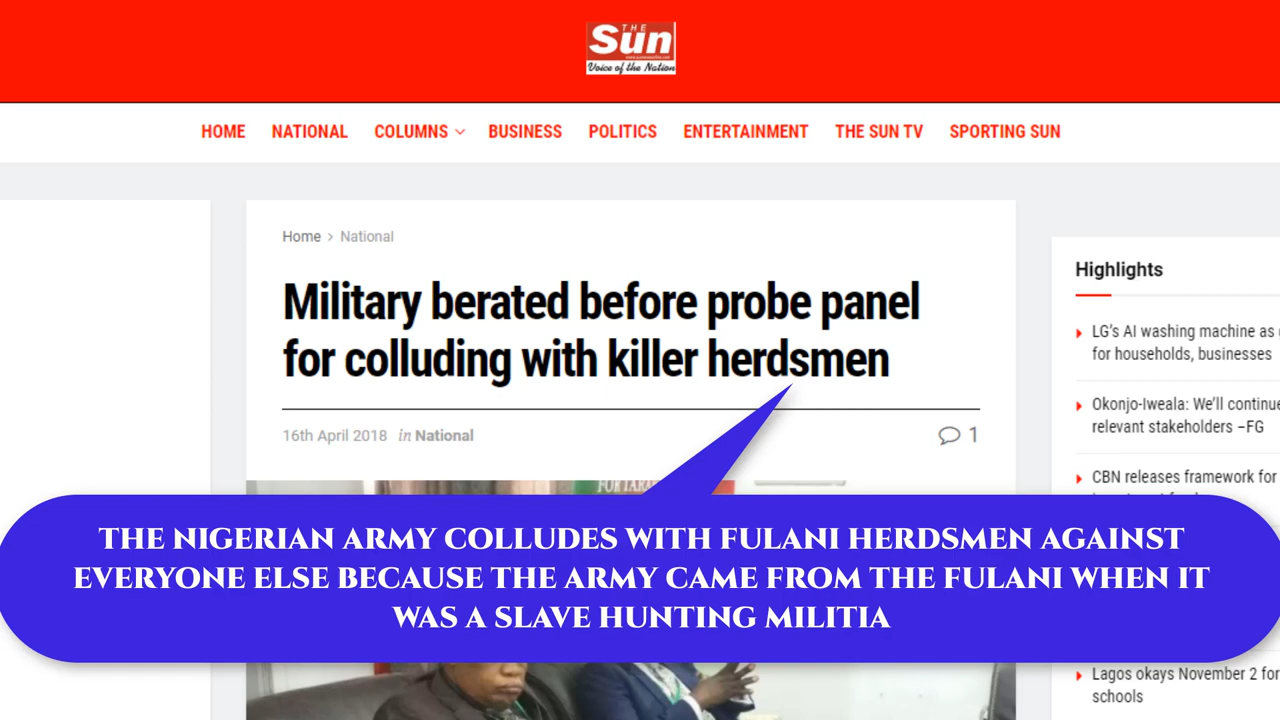 THE
Sun
Voice of the Nation
HOME NATIONAL COLUMNS BUSINESS POLITICS ENTERTAINMENT THE SUN TV SPORTING SUN
Home > National
Military berated before probe panel
for colluding with killer herdsmen
16th April 2018 in National
1
FOR TARA
THE NIGERIAN ARMY COLLUDES WITH FULANI HERDSMEN AGAINST
EVERYONE ELSE BECAUSE THE ARMY CAME FROM THE FULANI WHEN IT
WAS A SLAVE HUNTING MILITIA
Highlights
LG's AI washing machine as
for households, businesses
Okonjo-Iweala: We'll continue
relevant stakeholders –FG
CBN releases framework for
Lagos okays November 2 for
schools